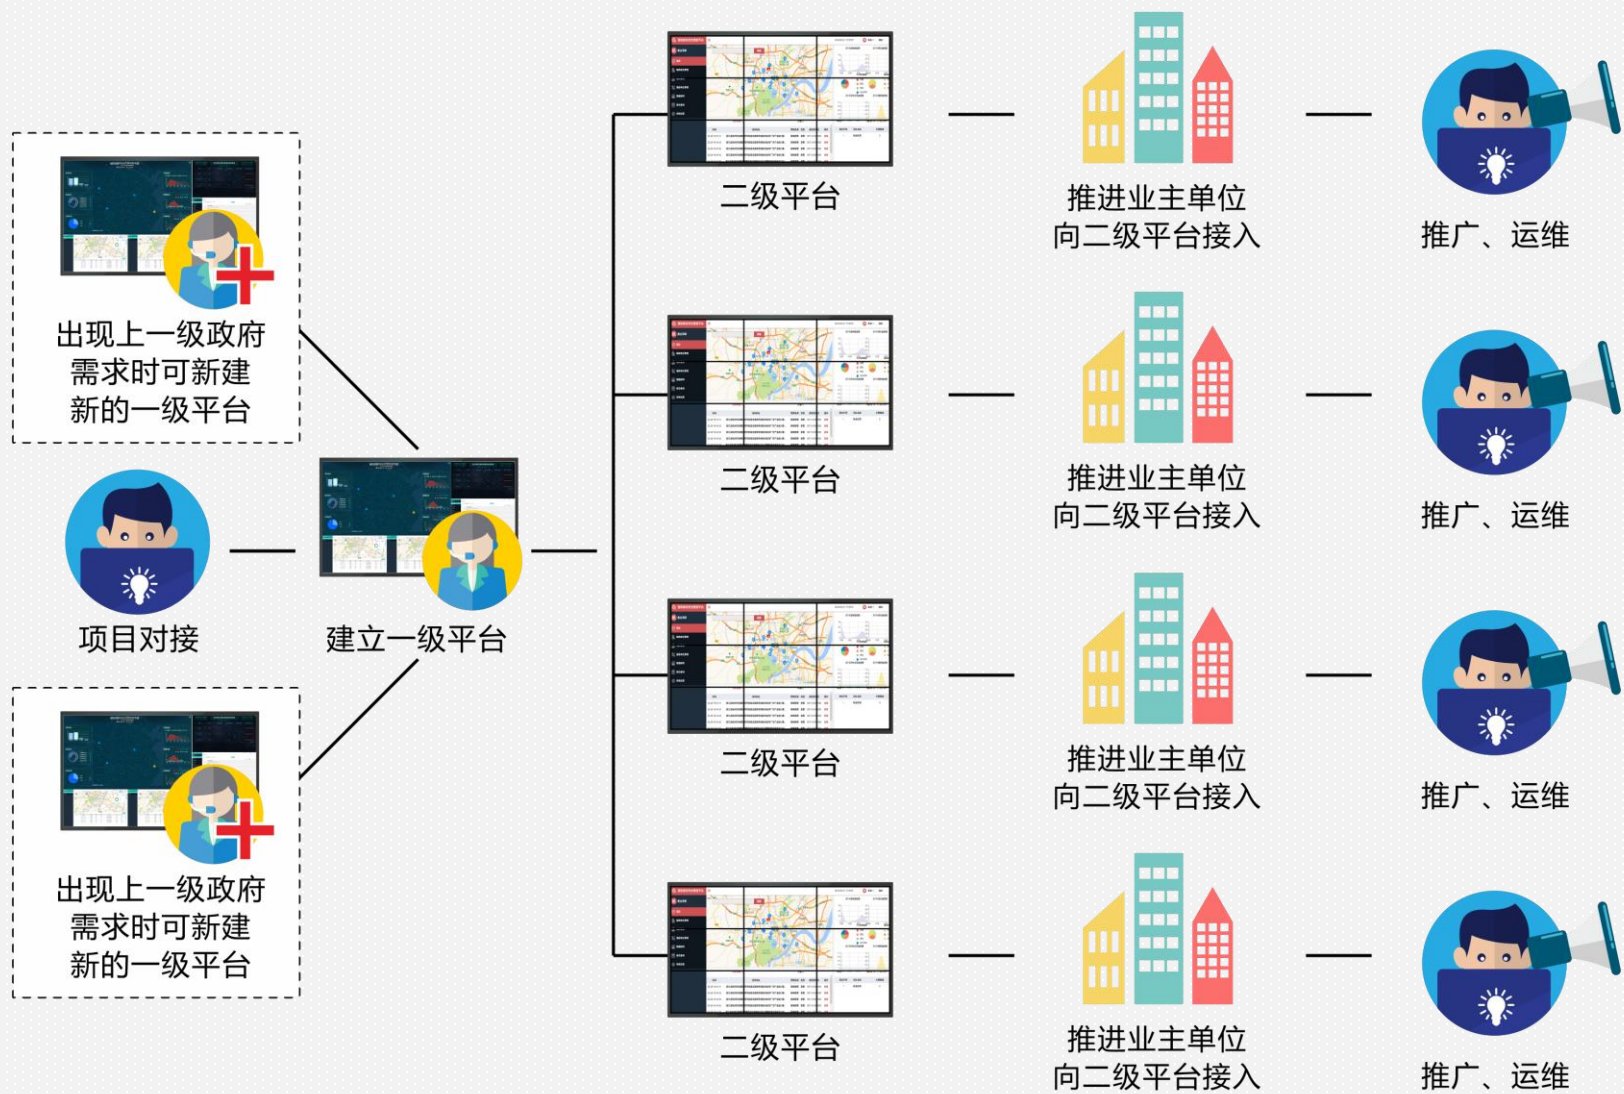 出现上一级政府
需求时可新建
新的一级平台
项目对接
出现上一级政府
需求时可新建
新的一级平台
建立一级平台
二级平台
推进业主单位
向二级平台接入
推广、运维
二级平台
推进业主单位
向二级平台接入
推广、运维
二级平台
推进业主单位
向二级平台接入
推广、运维
二级平台
推进业主单位
向二级平台接入
推广、运维